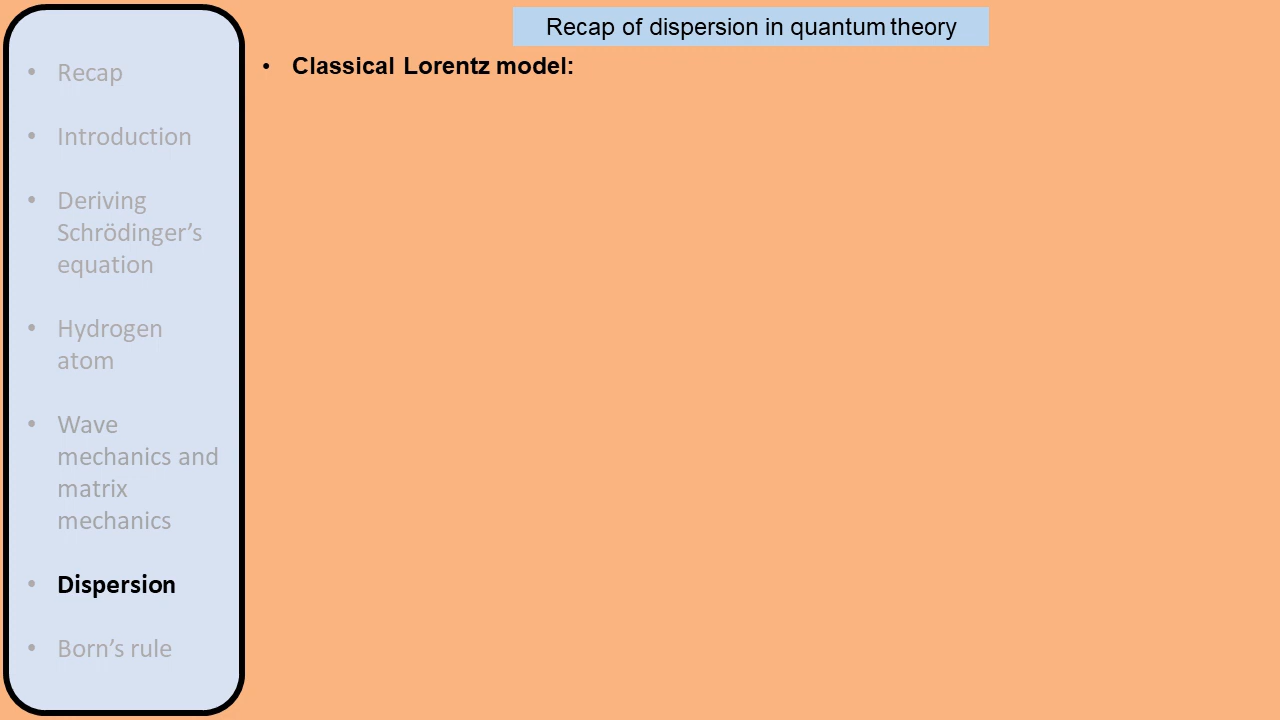 Recap of dispersion in quantum theory
• Classical Lorentz model:
• Recap
• Introduction
• Deriving
Schrödinger’s
equation
• Hydrogen
atom
• Wave
mechanics and
matrix
mechanics
• Dispersion
• Born’s rule